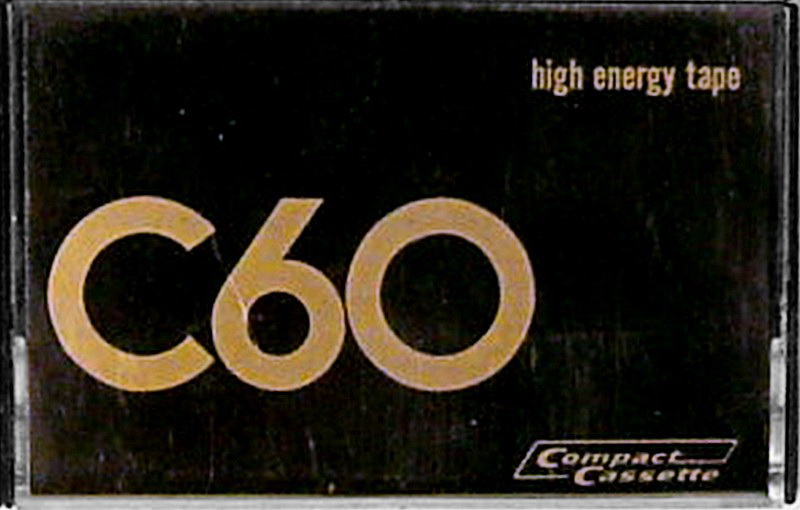 high energy tape
C60
Compact
Cassette